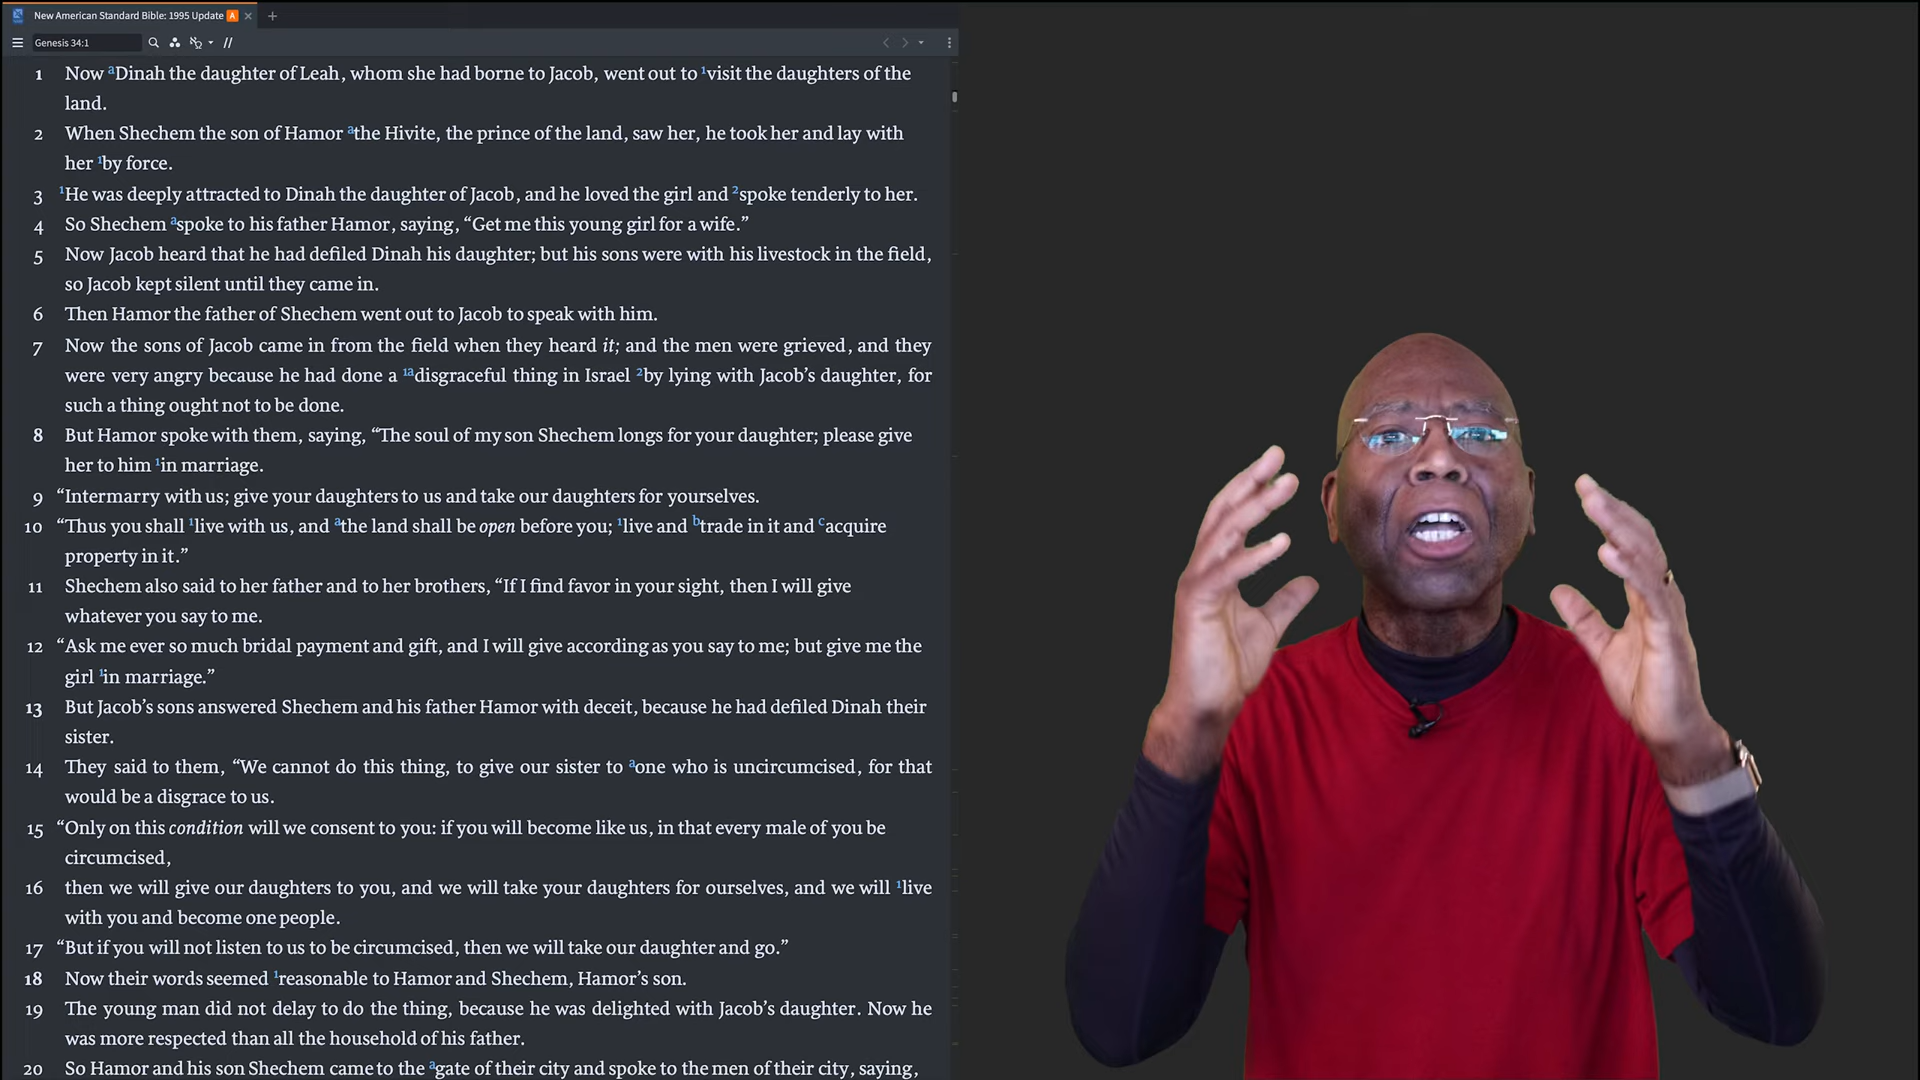 New American Standard Bible: 1995 Update A
Genesis 34:1
1 Now ᵃDinah the daughter of Leah, whom she had borne to Jacob, went out to ¹visit the daughters of the
land.
2 When Shechem the son of Hamor ᵃthe Hivite, the prince of the land, saw her, he took her and lay with
her ¹by force.
3 ¹He was deeply attracted to Dinah the daughter of Jacob, and he loved the girl and ²spoke tenderly to her.
4 So Shechem ᵃspoke to his father Hamor, saying, “Get me this young girl for a wife.”
5 Now Jacob heard that he had defiled Dinah his daughter; but his sons were with his livestock in the field,
so Jacob kept silent until they came in.
6 Then Hamor the father of Shechem went out to Jacob to speak with him.
7 Now the sons of Jacob came in from the field when they heard it; and the men were grieved, and they
were very angry because he had done a ¹ᵃdisgraceful thing in Israel ²by lying with Jacob’s daughter, for
such a thing ought not to be done.
8 But Hamor spoke with them, saying, “The soul of my son Shechem longs for your daughter; please give
her to him ¹in marriage.
9 “Intermarry with us; give your daughters to us and take our daughters for yourselves.
10 “Thus you shall ¹live with us, and ᵃthe land shall be open before you; ¹live and ᵇtrade in it and ᶜacquire
property in it.”
11 Shechem also said to her father and to her brothers, “If I find favor in your sight, then I will give
whatever you say to me.
12 “Ask me ever so much bridal payment and gift, and I will give according as you say to me; but give me the
girl ¹in marriage.”
13 But Jacob’s sons answered Shechem and his father Hamor with deceit, because he had defiled Dinah their
sister.
14 They said to them, “We cannot do this thing, to give our sister to ᵃone who is uncircumcised, for that
would be a disgrace to us.
15 “Only on this condition will we consent to you: if you will become like us, in that every male of you be
circumcised,
16 then we will give our daughters to you, and we will take your daughters for ourselves, and we will ¹live
with you and become one people.
17 “But if you will not listen to us to be circumcised, then we will take our daughter and go.”
18 Now their words seemed ¹reasonable to Hamor and Shechem, Hamor’s son.
19 The young man did not delay to do the thing, because he was delighted with Jacob’s daughter. Now he
was more respected than all the household of his father.
20 So Hamor and his son Shechem came to the ᵃgate of their city and spoke to the men of their city, saying,